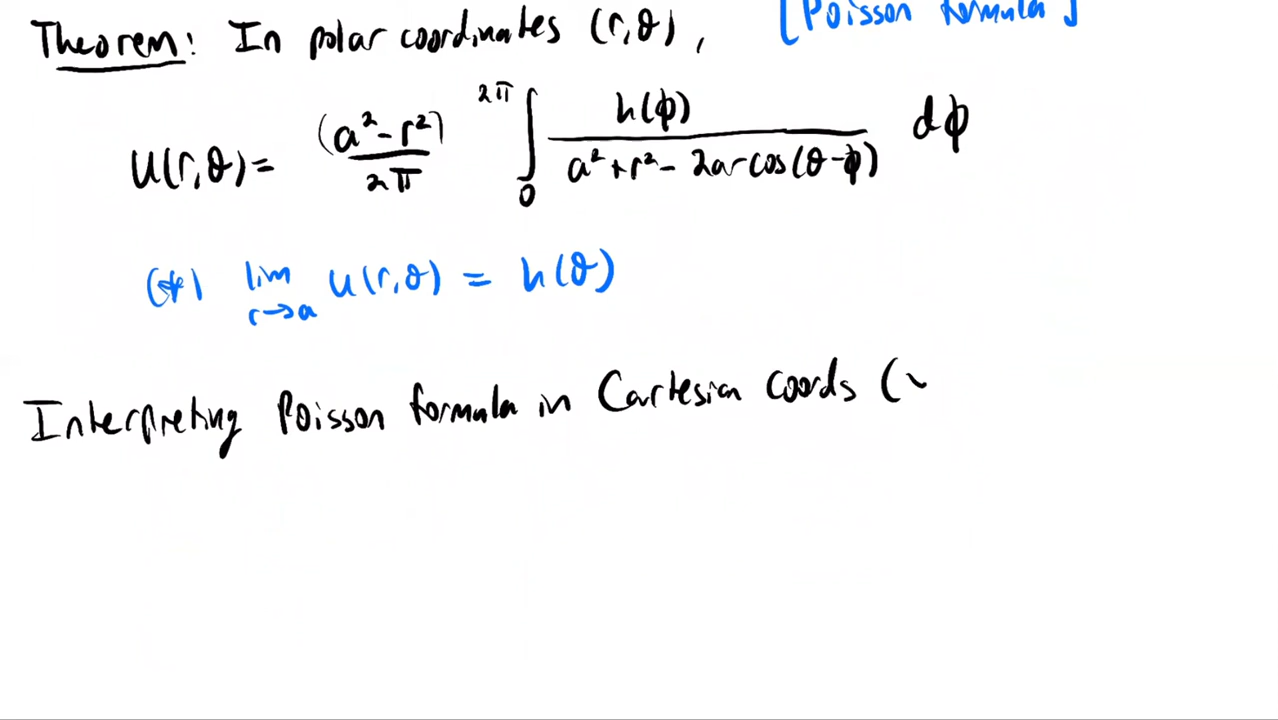 [Poisson formula]
Theorem: In polar coordinates (r,θ),
u(r,θ) = (a²-r²)/2π ∫₀^2π h(φ)/(a²+r²-2ar cos(θ-φ)) dφ
(*) lim r→a u(r,θ) = h(θ)
Interpreting Poisson formula in Cartesian coords (